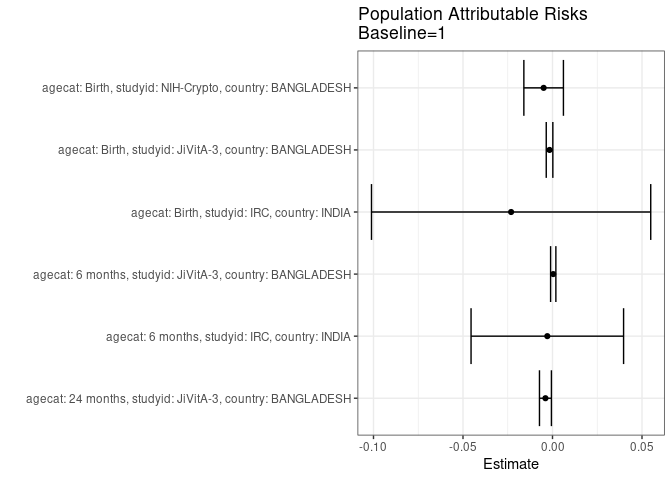 Population Attributable Risks
Baseline=1
agecat: Birth, studyid: NIH-Crypto, country: BANGLADESH
agecat: Birth, studyid: JiVitA-3, country: BANGLADESH
agecat: Birth, studyid: IRC, country: INDIA
agecat: 6 months, studyid: JiVitA-3, country: BANGLADESH
agecat: 6 months, studyid: IRC, country: INDIA
agecat: 24 months, studyid: JiVitA-3, country: BANGLADESH
-0.10 -0.05 0.00 0.05
Estimate